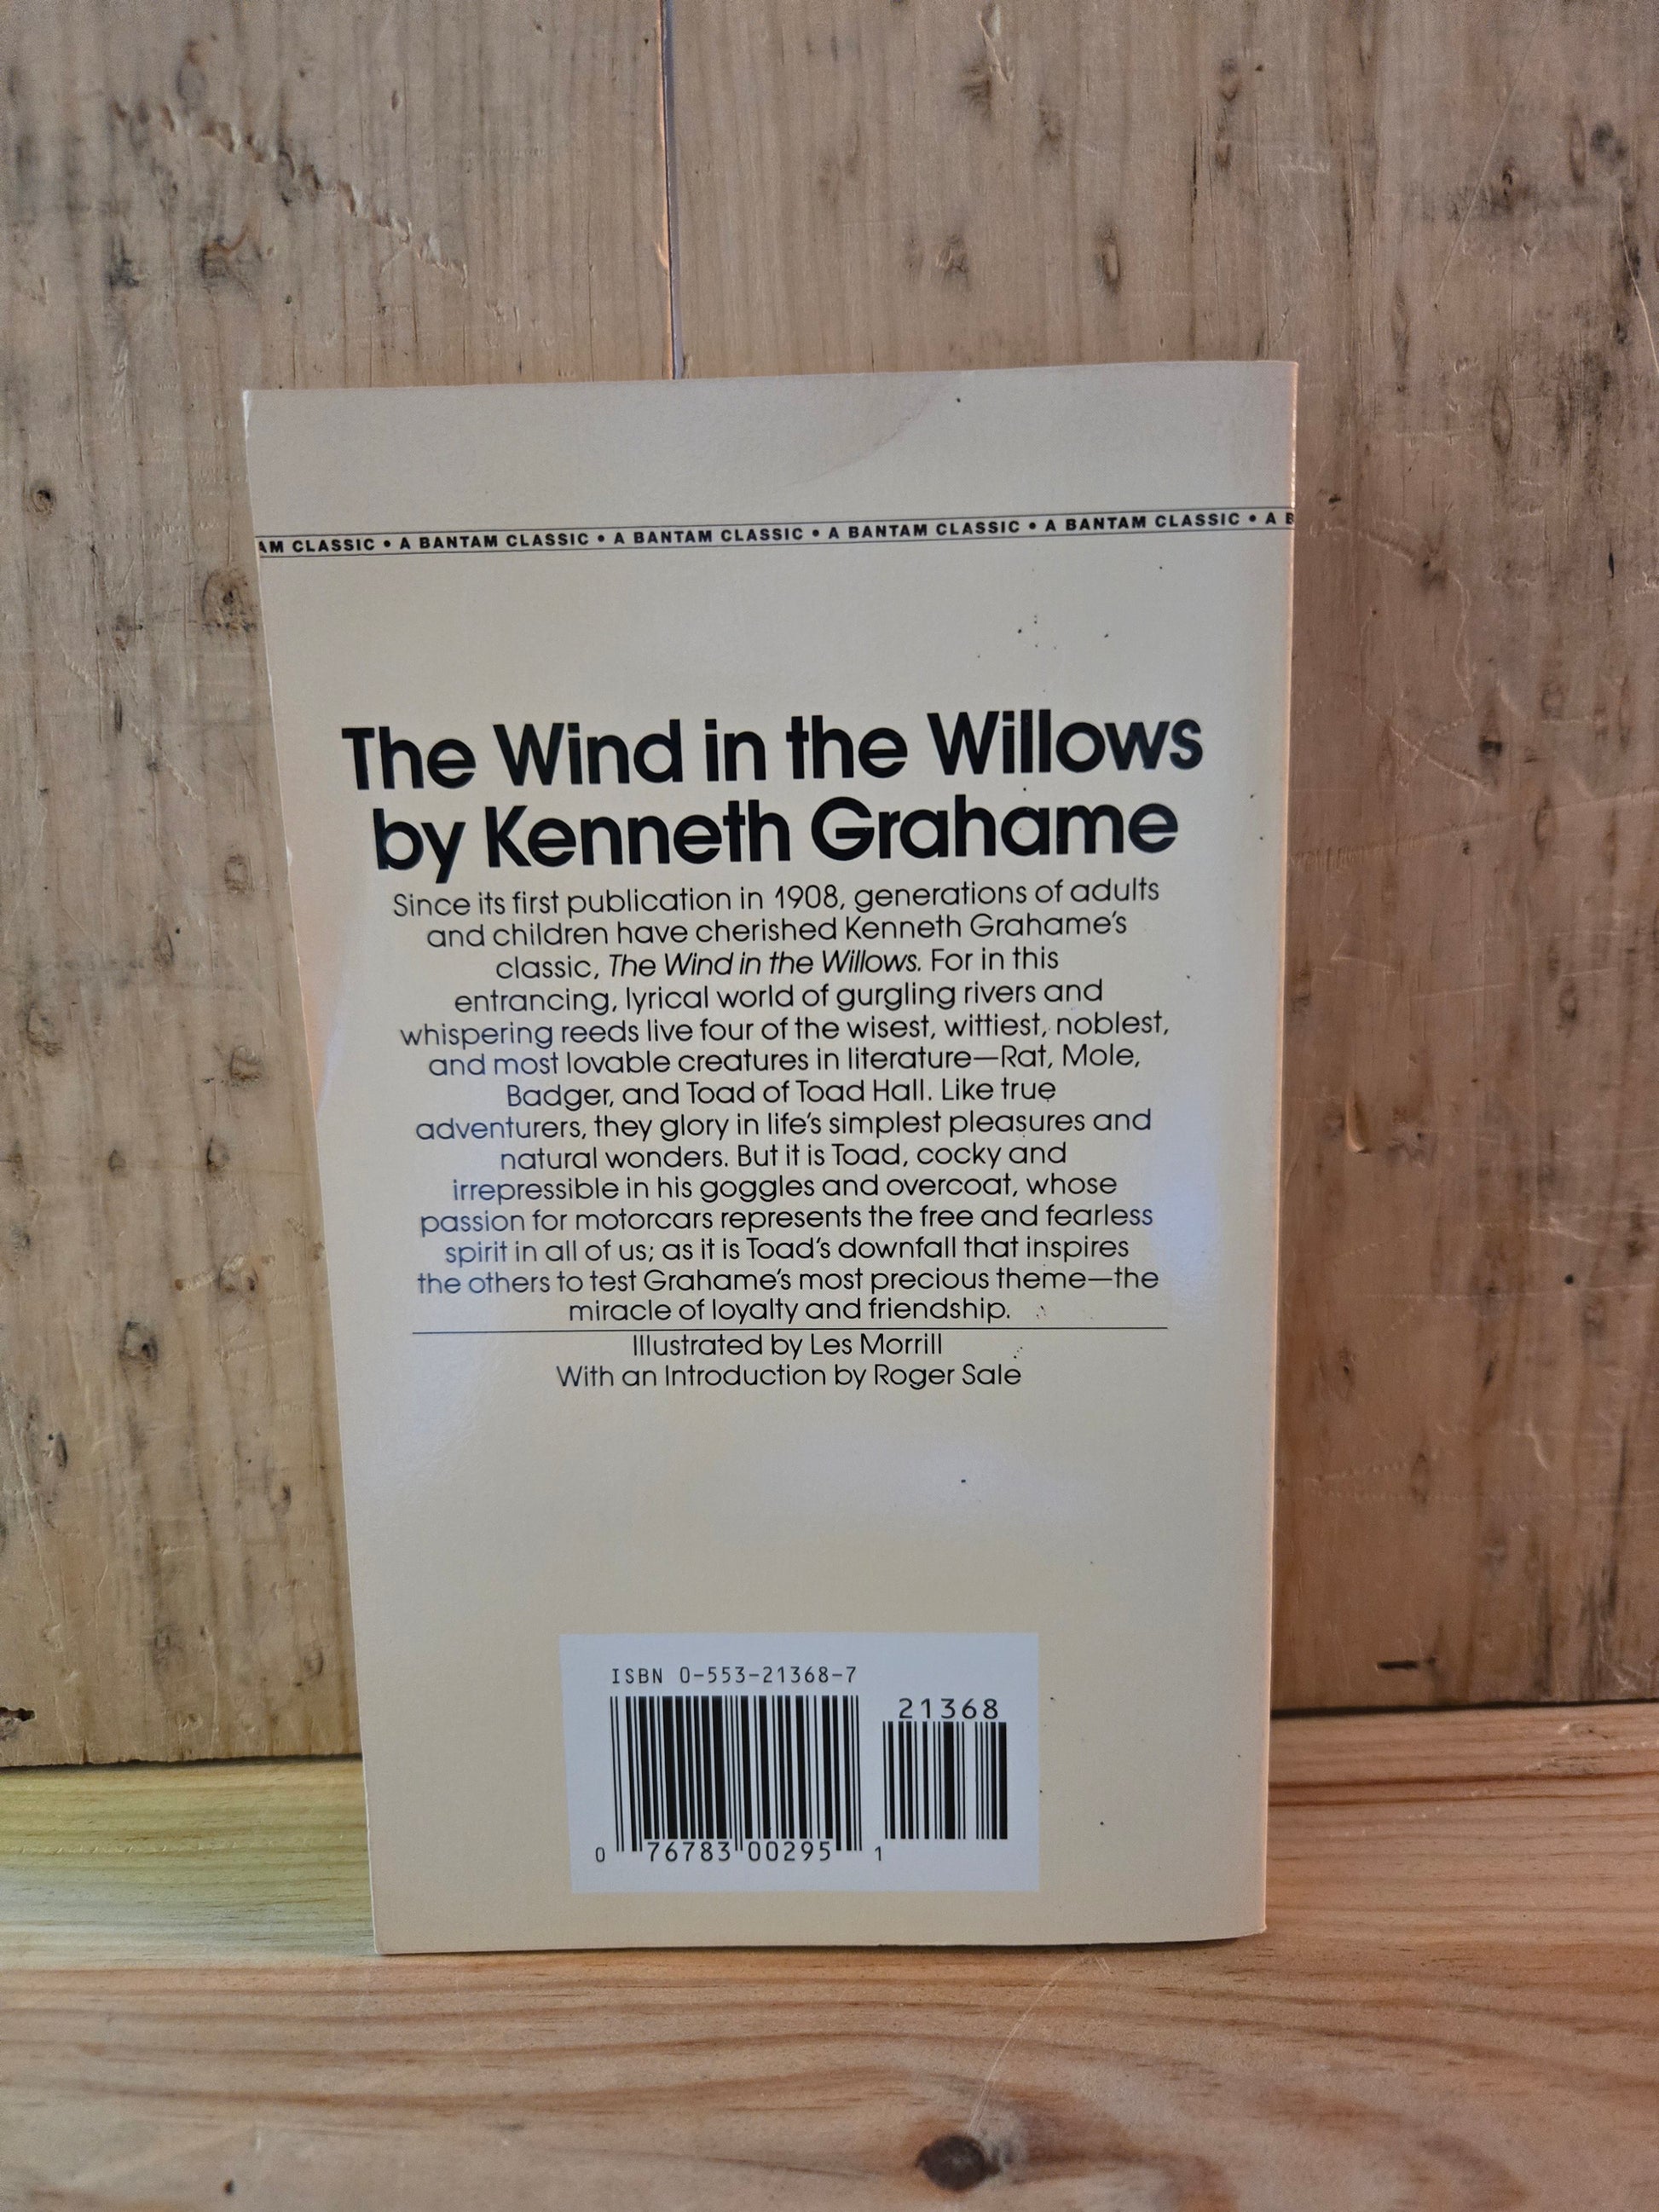 AM CLASSIC • A BANTAM CLASSIC • A BANTAM CLASSIC • A BANTAM CLASSIC • A BANTAM CLASSIC • A B
The Wind in the Willows
by Kenneth Grahame
Since its first publication in 1908, generations of adults
and children have cherished Kenneth Grahame's
classic, The Wind in the Willows. For in this
entrancing, lyrical world of gurgling rivers and
whispering reeds live four of the wisest, wittiest, noblest,
and most lovable creatures in literature—Rat, Mole,
Badger, and Toad of Toad Hall. Like true
adventurers, they glory in life's simplest pleasures and
natural wonders. But it is Toad, cocky and
irrepressible in his goggles and overcoat, whose
passion for motorcars represents the free and fearless
spirit in all of us; as it is Toad's downfall that inspires
the others to test Grahame's most precious theme—the
miracle of loyalty and friendship.
Illustrated by Les Morrill
With an Introduction by Roger Sale
ISBN 0-553-21368-7
21368
0 76783 00295 1